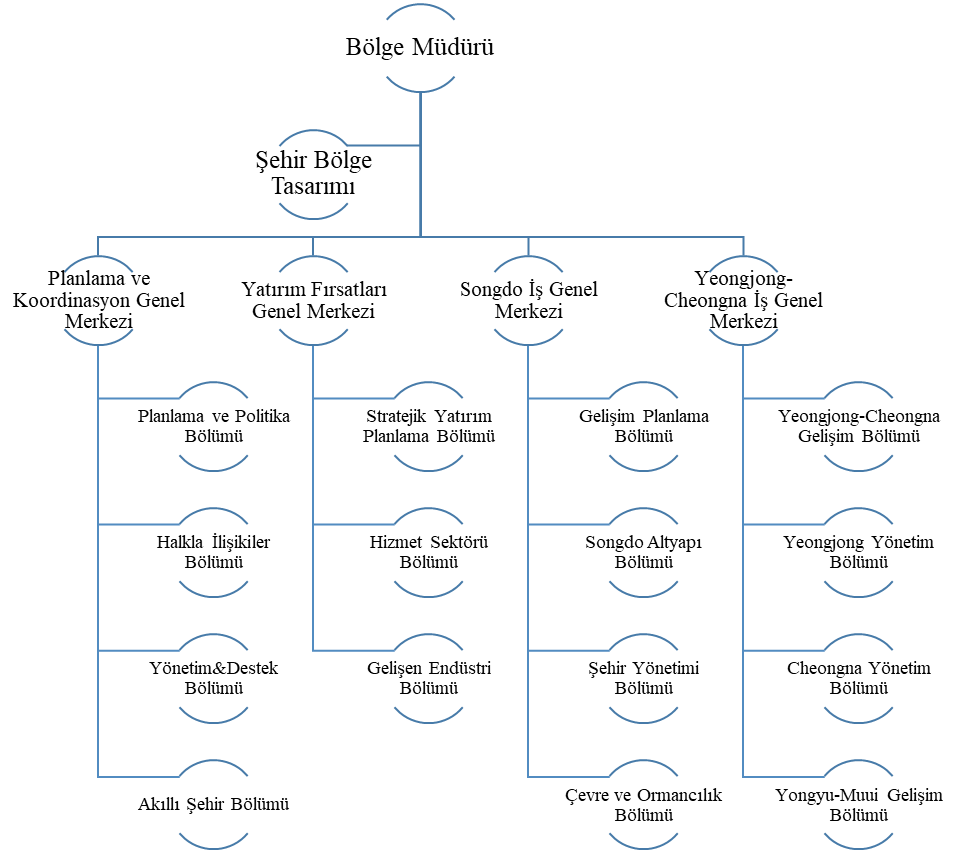 Bölge Müdürü
Şehir Bölge
Tasarımı
Planlama ve
Koordinasyon Genel
Merkezi
Yatırım Fırsatları
Genel Merkezi
Songdo İş Genel
Merkezi
Yeongjong-
Cheongna İş Genel
Merkezi
Planlama ve Politika
Bölümü
Halkla İlişikiler
Bölümü
Yönetim&Destek
Bölümü
Akıllı Şehir Bölümü
Stratejik Yatırım
Planlama Bölümü
Hizmet Sektörü
Bölümü
Gelişen Endüstri
Bölümü
Gelişim Planlama
Bölümü
Songdo Altyapı
Bölümü
Şehir Yönetimi
Bölümü
Çevre ve Ormancılık
Bölümü
Yeongjong-Cheongna
Gelişim Bölümü
Yeongjong Yönetim
Bölümü
Cheongna Yönetim
Bölümü
Yongyu-Muui Gelişim
Bölümü